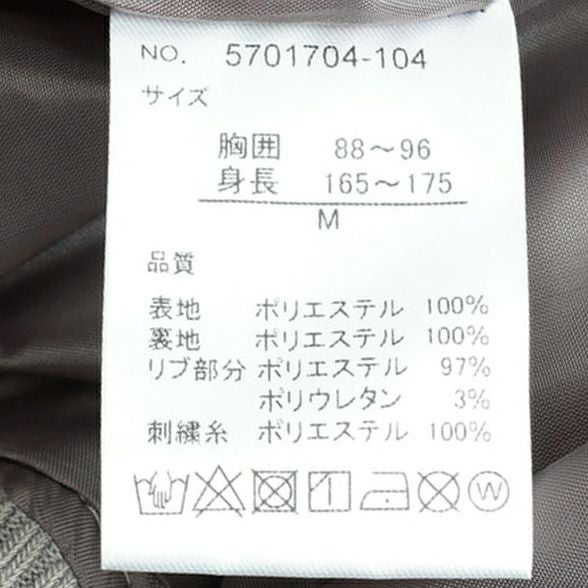 NO. 5701704-104
サイズ
胸囲 88～96
身長 165～175
M
品質
表地 ポリエステル 100%
裏地 ポリエステル 100%
リブ部分 ポリエステル 97%
ポリウレタン 3%
刺繍糸 ポリエステル 100%
W